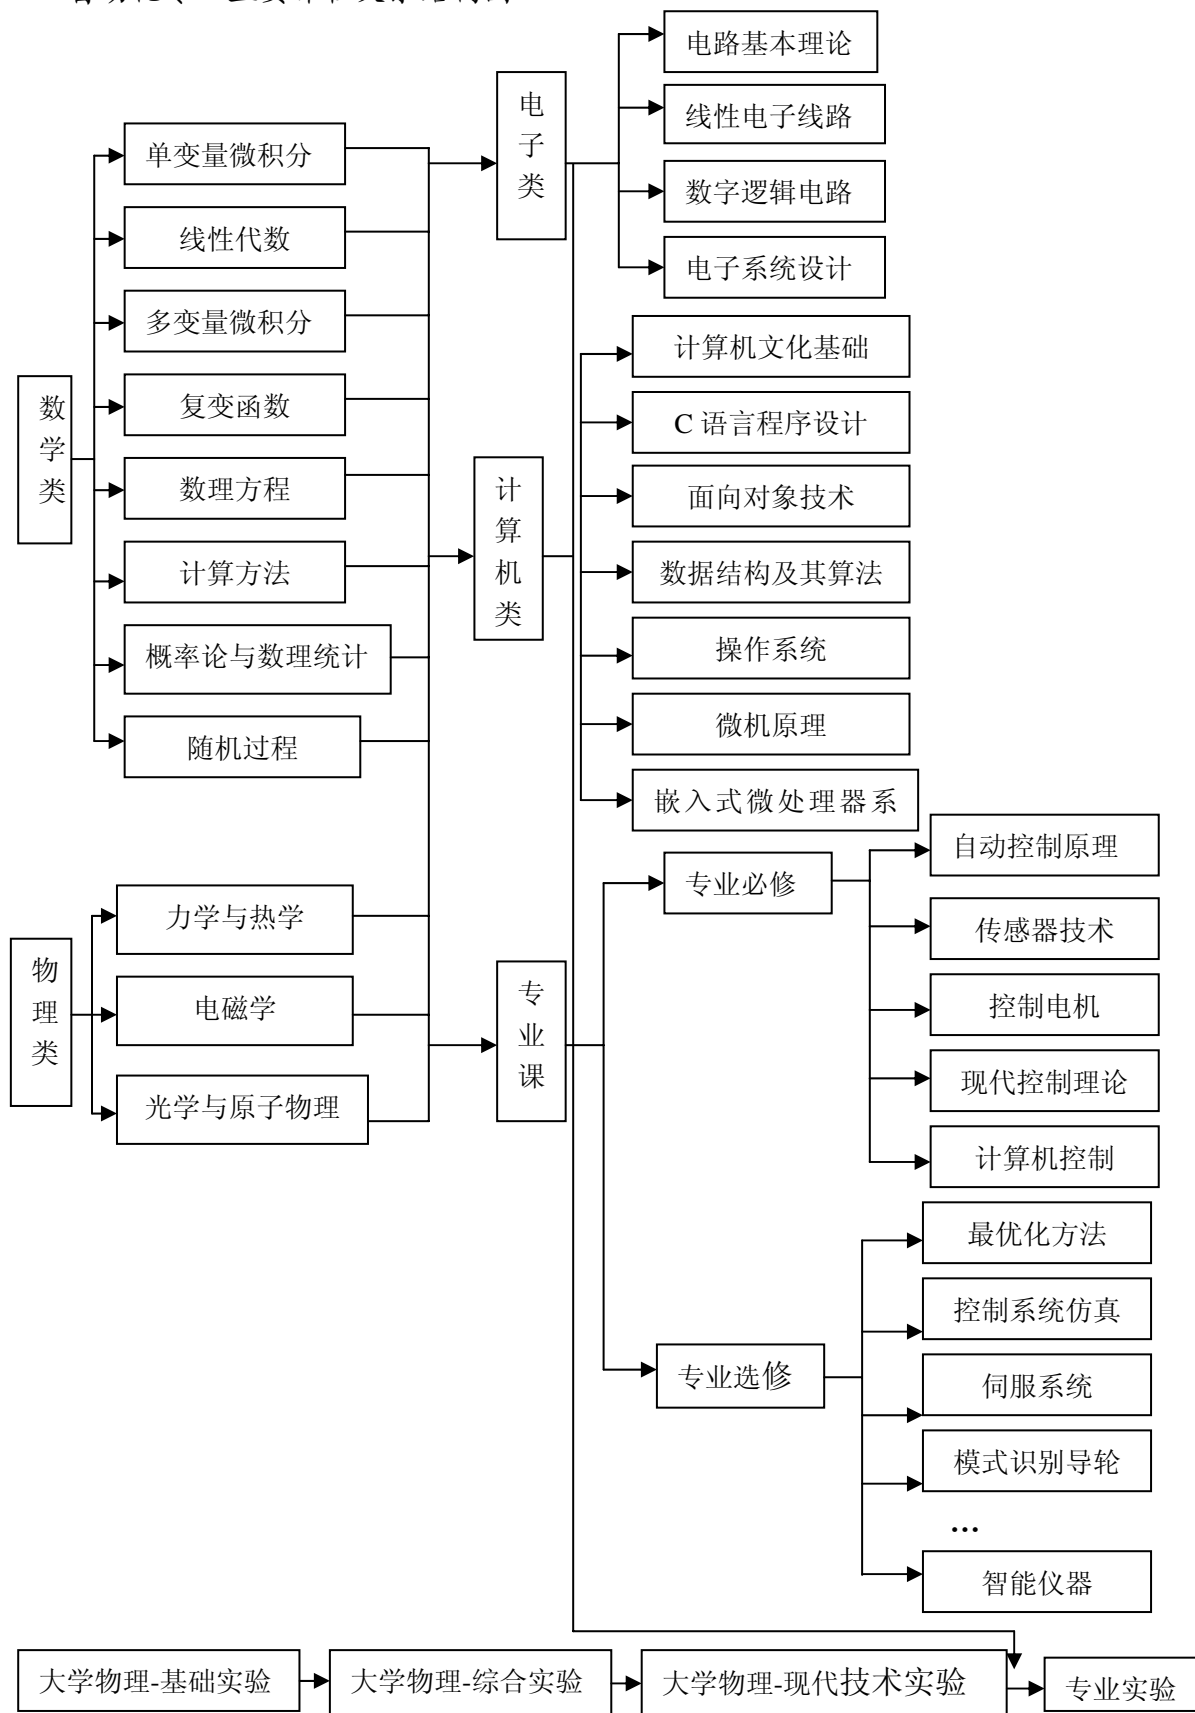 数学类
单变量微积分
线性代数
多变量微积分
复变函数
数理方程
计算方法
概率论与数理统计
随机过程
物理类
力学与热学
电磁学
光学与原子物理
电子类
电路基本理论
线性电子线路
数字逻辑电路
电子系统设计
计算机类
计算机文化基础
C 语言程序设计
面向对象技术
数据结构及其算法
操作系统
微机原理
嵌入式微处理器系
专业课
专业必修
自动控制原理
传感器技术
控制电机
现代控制理论
计算机控制
专业选修
最优化方法
控制系统仿真
伺服系统
模式识别导轮
...
智能仪器
大学物理-基础实验
大学物理-综合实验
大学物理-现代技术实验
专业实验